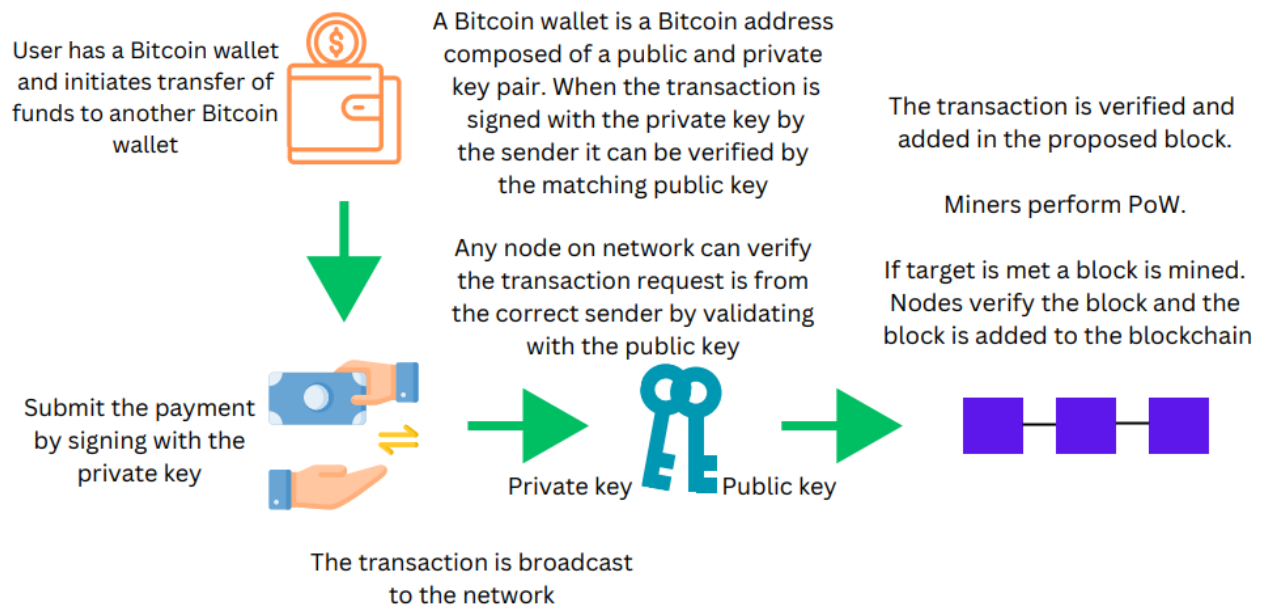 User has a Bitcoin wallet
and initiates transfer of
funds to another Bitcoin
wallet
A Bitcoin wallet is a Bitcoin address
composed of a public and private
key pair. When the transaction is
signed with the private key by
the sender it can be verified by
the matching public key
Any node on network can verify
the transaction request is from
the correct sender by validating
with the public key
The transaction is verified and
added in the proposed block.
Miners perform PoW.
If target is met a block is mined.
Nodes verify the block and the
block is added to the blockchain
Submit the payment
by signing with the
private key
Private key
Public key
The transaction is broadcast
to the network
$